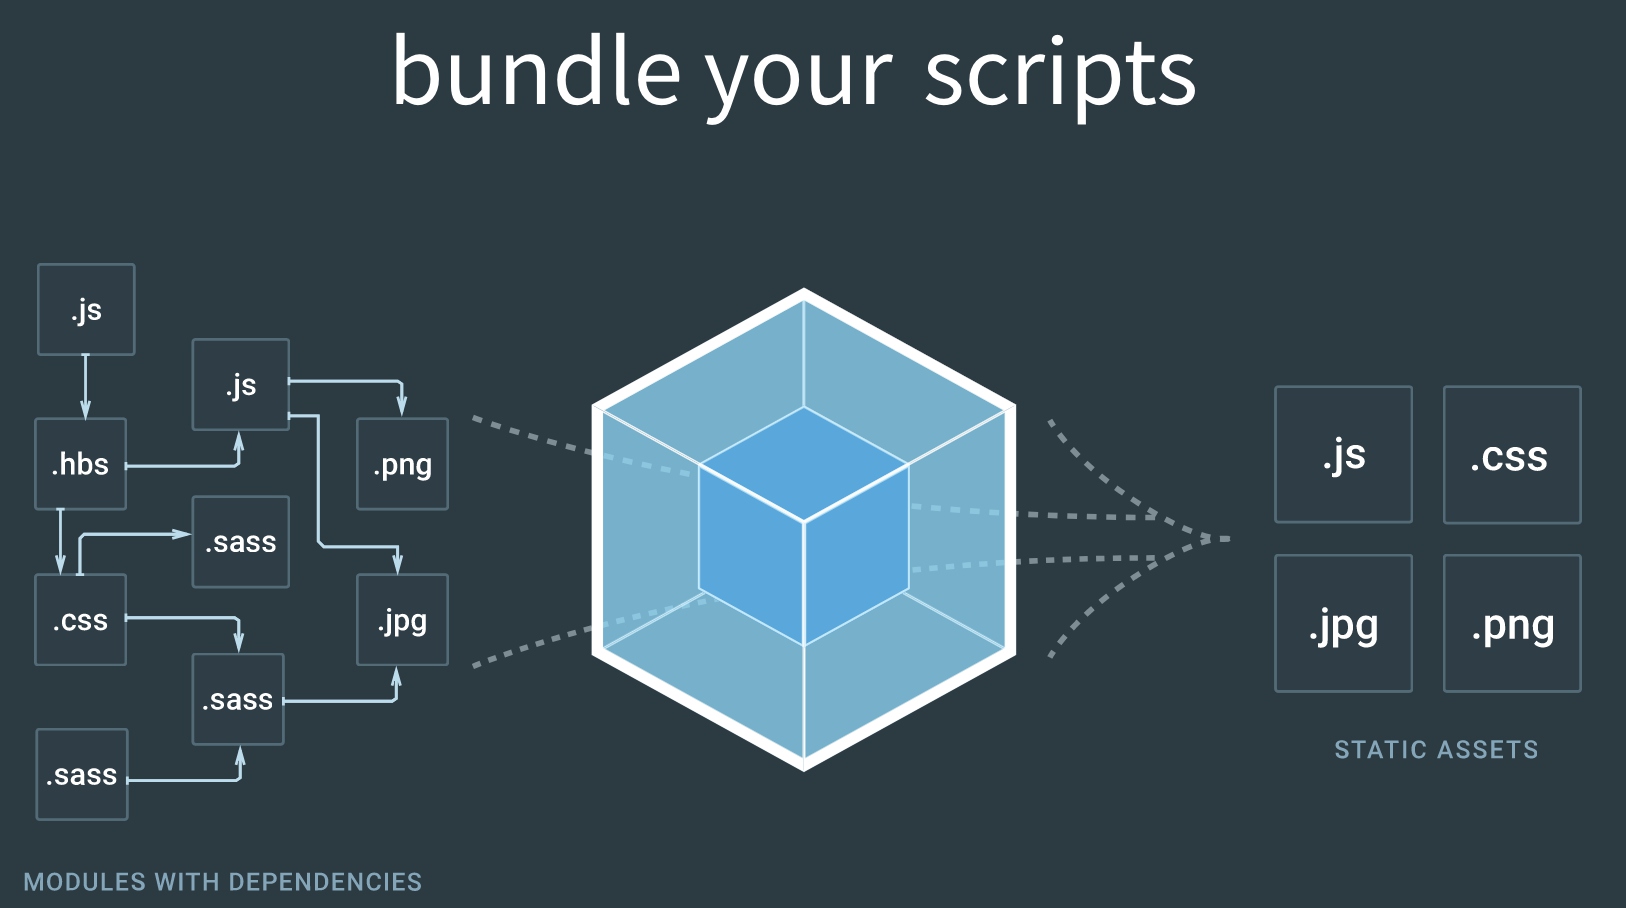 bundle your scripts
.js
.js
.hbs
.png
.sass
.css
.jpg
.sass
.sass
MODULES WITH DEPENDENCIES
.js
.css
.jpg
.png
STATIC ASSETS